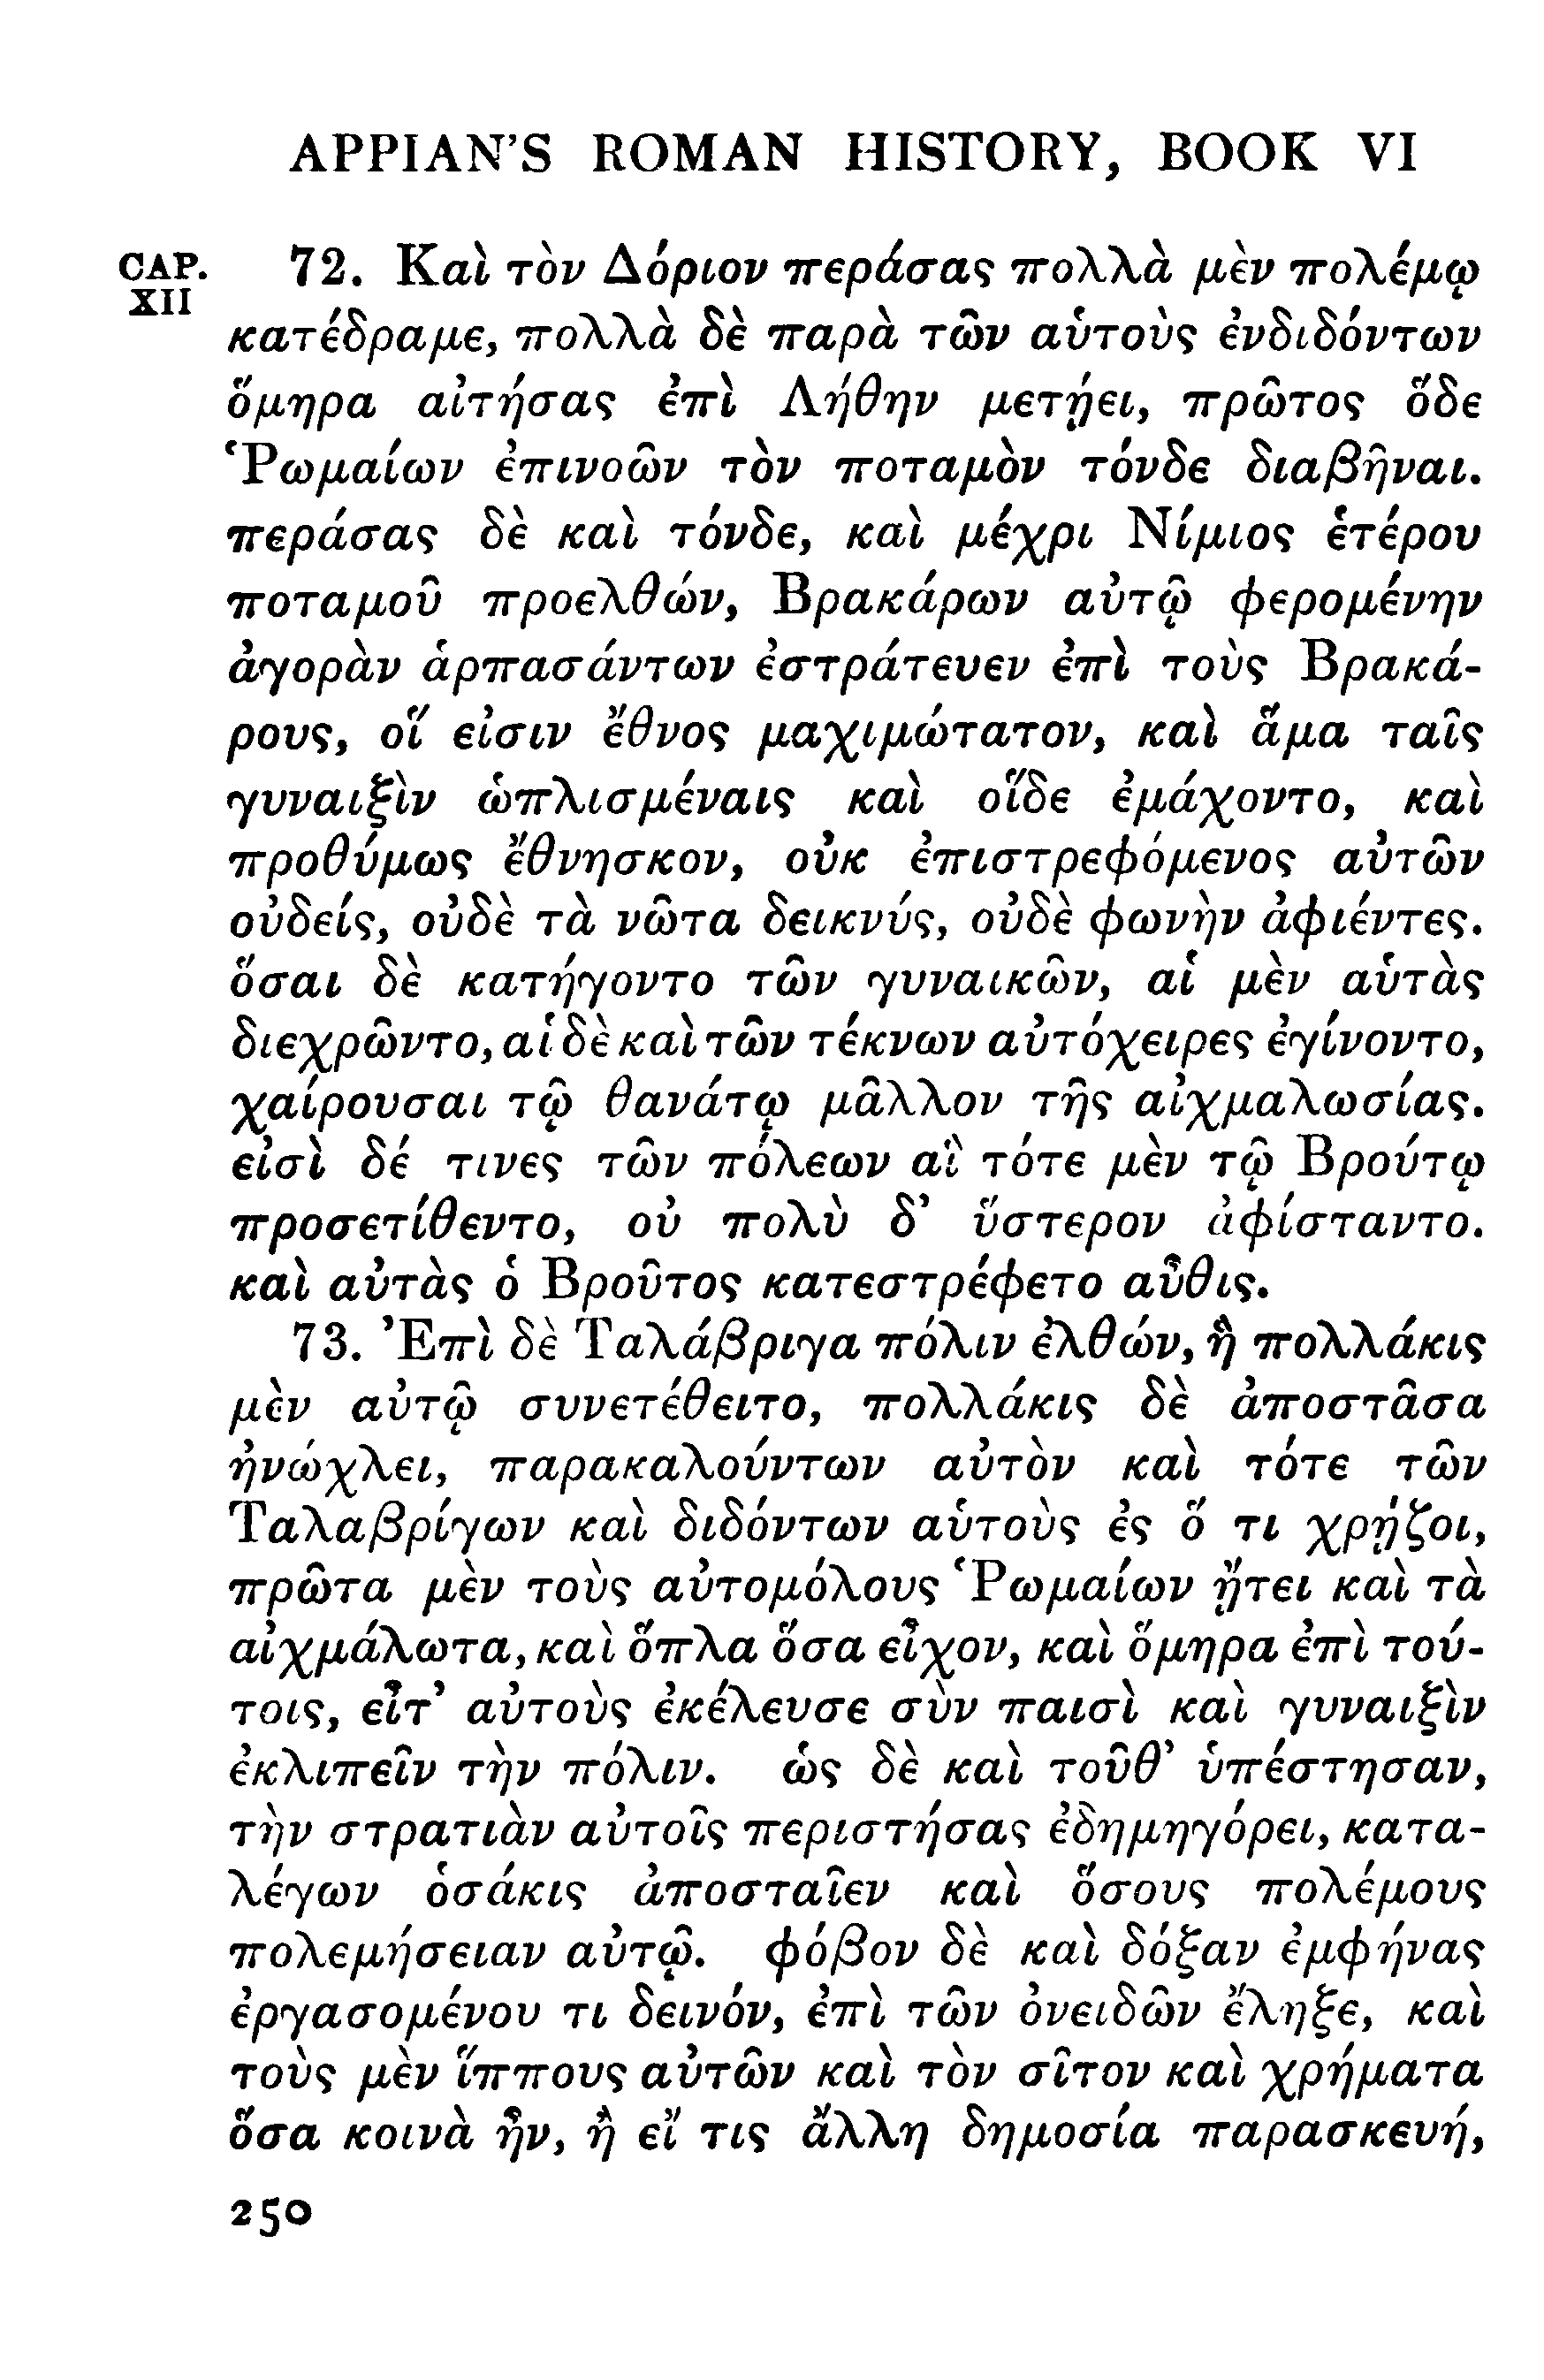 APPIAN'S ROMAN HISTORY, BOOK VI
CAP. XII
72. Καὶ τὸν Δόριον περάσας πολλὰ μὲν πολέμῳ
κατέδραμε, πολλὰ δὲ παρὰ τῶν αὑτοὺς ἐνδιδόντων
ὅμηρα αἰτήσας ἐπὶ Λήθην μετῄει, πρῶτος ὅδε
Ῥωμαίων ἐπινοῶν τὸν ποταμὸν τόνδε διαβῆναι.
περάσας δὲ καὶ τόνδε, καὶ μέχρι Νίμιος ἑτέρου
ποταμοῦ προελθών, Βρακάρων αὐτῷ φερομένην
ἀγορὰν ἁρπασάντων ἐστράτευεν ἐπὶ τοὺς Βρακά-
ρους, οἵ εἰσιν ἔθνος μαχιμώτατον, καὶ ἅμα ταῖς
γυναιξὶν ὡπλισμέναις καὶ οἵδε ἐμάχοντο, καὶ
προθύμως ἔθνησκον, οὐκ ἐπιστρεφόμενος αὐτῶν
οὐδείς, οὐδὲ τὰ νῶτα δεικνύς, οὐδὲ φωνὴν ἀφιέντες.
ὅσαι δὲ κατήγοντο τῶν γυναικῶν, αἱ μὲν αὑτὰς
διεχρῶντο, αἱ δὲ καὶ τῶν τέκνων αὐτόχειρες ἐγίνοντο,
χαίρουσαι τῷ θανάτῳ μᾶλλον τῆς αἰχμαλωσίας.
εἰσὶ δέ τινες τῶν πόλεων αἳ τότε μὲν τῷ Βρούτῳ
προσετίθεντο, οὐ πολὺ δ' ὕστερον ἀφίσταντο.
καὶ αὐτὰς ὁ Βροῦτος κατεστρέφετο αὖθις.
73. Ἐπὶ δὲ Ταλάβριγα πόλιν ἐλθών, ἣ πολλάκις
μὲν αὐτῷ συνετέθειτο, πολλάκις δὲ ἀποστᾶσα
ἠνώχλει, παρακαλούντων αὐτὸν καὶ τότε τῶν
Ταλαβρίγων καὶ διδόντων αὑτοὺς ἐς ὅ τι χρῄζοι,
πρῶτα μὲν τοὺς αὐτομόλους Ῥωμαίων ᾔτει καὶ τὰ
αἰχμάλωτα, καὶ ὅπλα ὅσα εἶχον, καὶ ὅμηρα ἐπὶ τού-
τοις, εἶτ' αὐτοὺς ἐκέλευσε σὺν παισὶ καὶ γυναιξὶν
ἐκλιπεῖν τὴν πόλιν. ὡς δὲ καὶ τοῦθ' ὑπέστησαν,
τὴν στρατιὰν αὐτοῖς περιστήσας ἐδημηγόρει, κατα-
λέγων ὁσάκις ἀποσταῖεν καὶ ὅσους πολέμους
πολεμήσειαν αὐτῷ. φόβον δὲ καὶ δόξαν ἐμφήνας
ἐργασομένου τι δεινόν, ἐπὶ τῶν ὀνειδῶν ἔληξε, καὶ
τοὺς μὲν ἵππους αὐτῶν καὶ τὸν σῖτον καὶ χρήματα
ὅσα κοινὰ ἦν, ἢ εἴ τις ἄλλη δημοσία παρασκευή,
250